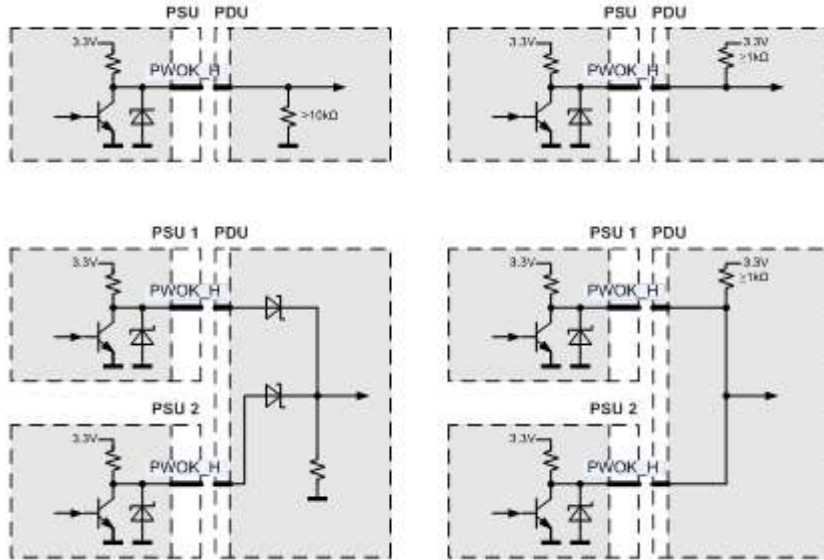 PSU PDU
3.3V
PWOK_H
>10kΩ
PSU PDU
3.3V
PWOK_H
3.3V
≥1kΩ
PSU 1 PDU
3.3V
PWOK_H
PSU 2
3.3V
PWOK_H
PSU 1 PDU
3.3V
PWOK_H
3.3V
≥1kΩ
PSU 2
3.3V
PWOK_H